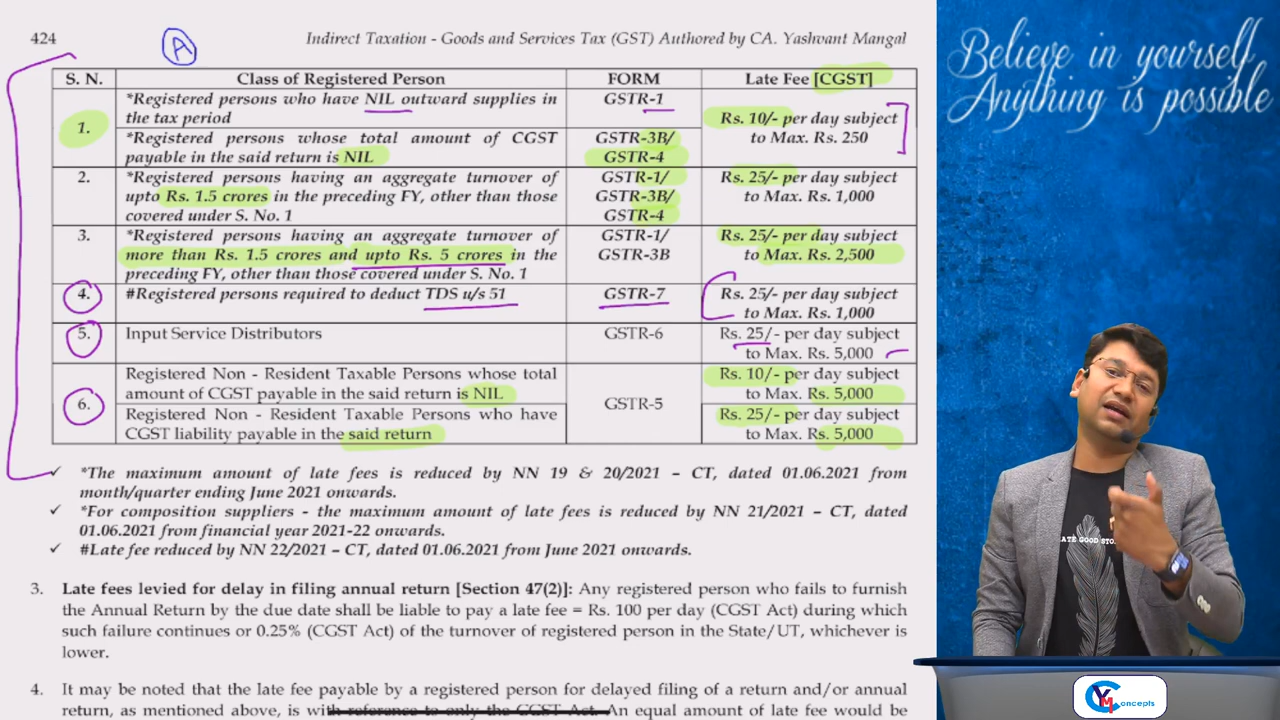 424
A
Indirect Taxation - Goods and Services Tax (GST) Authored by CA. Yashvant Mangal
S. N. Class of Registered Person FORM Late Fee [CGST]
1.
*Registered persons who have NIL outward supplies in
the tax period
GSTR-1
*Registered persons whose total amount of CGST
payable in the said return is NIL
GSTR-3B/
GSTR-4
Rs. 10/- per day subject
to Max. Rs. 250
2.
*Registered persons having an aggregate turnover of
upto Rs. 1.5 crores in the preceding FY, other than those
covered under S. No. 1
GSTR-1/
GSTR-3B/
GSTR-4
Rs. 25/- per day subject
to Max. Rs. 1,000
3.
*Registered persons having an aggregate turnover of
more than Rs. 1.5 crores and upto Rs. 5 crores in the
preceding FY, other than those covered under S. No. 1
GSTR-1/
GSTR-3B
Rs. 25/- per day subject
to Max. Rs. 2,500
4.
#Registered persons required to deduct TDS u/s 51
GSTR-7
Rs. 25/- per day subject
to Max. Rs. 1,000
5.
Input Service Distributors
GSTR-6
Rs. 25/- per day subject
to Max. Rs. 5,000
6.
Registered Non - Resident Taxable Persons whose total
amount of CGST payable in the said return is NIL
Rs. 10/- per day subject
to Max. Rs. 5,000
GSTR-5
Registered Non - Resident Taxable Persons who have
CGST liability payable in the said return
Rs. 25/- per day subject
to Max. Rs. 5,000
✓ *The maximum amount of late fees is reduced by NN 19 & 20/2021 – CT, dated 01.06.2021 from
month/quarter ending June 2021 onwards.
✓ *For composition suppliers - the maximum amount of late fees is reduced by NN 21/2021 – CT, dated
01.06.2021 from financial year 2021-22 onwards.
✓ #Late fee reduced by NN 22/2021 – CT, dated 01.06.2021 from June 2021 onwards.
3. Late fees levied for delay in filing annual return [Section 47(2)]: Any registered person who fails to furnish
the Annual Return by the due date shall be liable to pay a late fee = Rs. 100 per day (CGST Act) during which
such failure continues or 0.25% (CGST Act) of the turnover of registered person in the State/UT, whichever is
lower.
4. It may be noted that the late fee payable by a registered person for delayed filing of a return and/or annual
return, as mentioned above, is with reference to only the CGST Act. An equal amount of late fee would be
Believe in yourself
Anything is possible
YM
Concepts